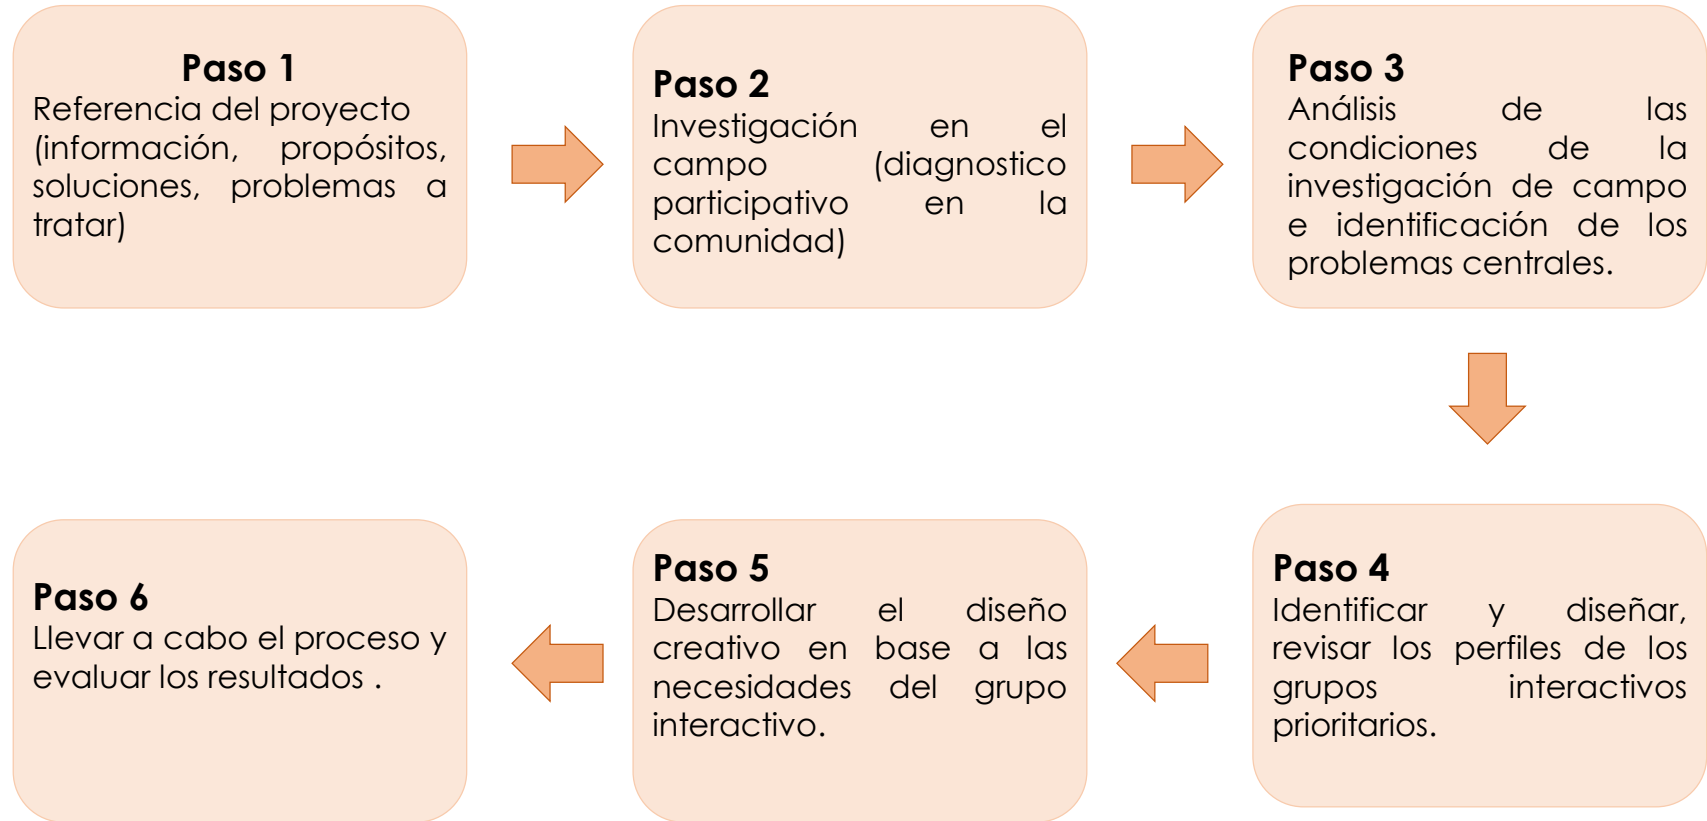 Paso 1
Referencia del proyecto
(información, propósitos,
soluciones, problemas a
tratar)
Paso 2
Investigación en el
campo (diagnostico
participativo en la
comunidad)
Paso 3
Análisis de las
condiciones de la
investigación de campo
e identificación de los
problemas centrales.
Paso 4
Identificar y diseñar,
revisar los perfiles de los
grupos interactivos
prioritarios.
Paso 5
Desarrollar el diseño
creativo en base a las
necesidades del grupo
interactivo.
Paso 6
Llevar a cabo el proceso y
evaluar los resultados .